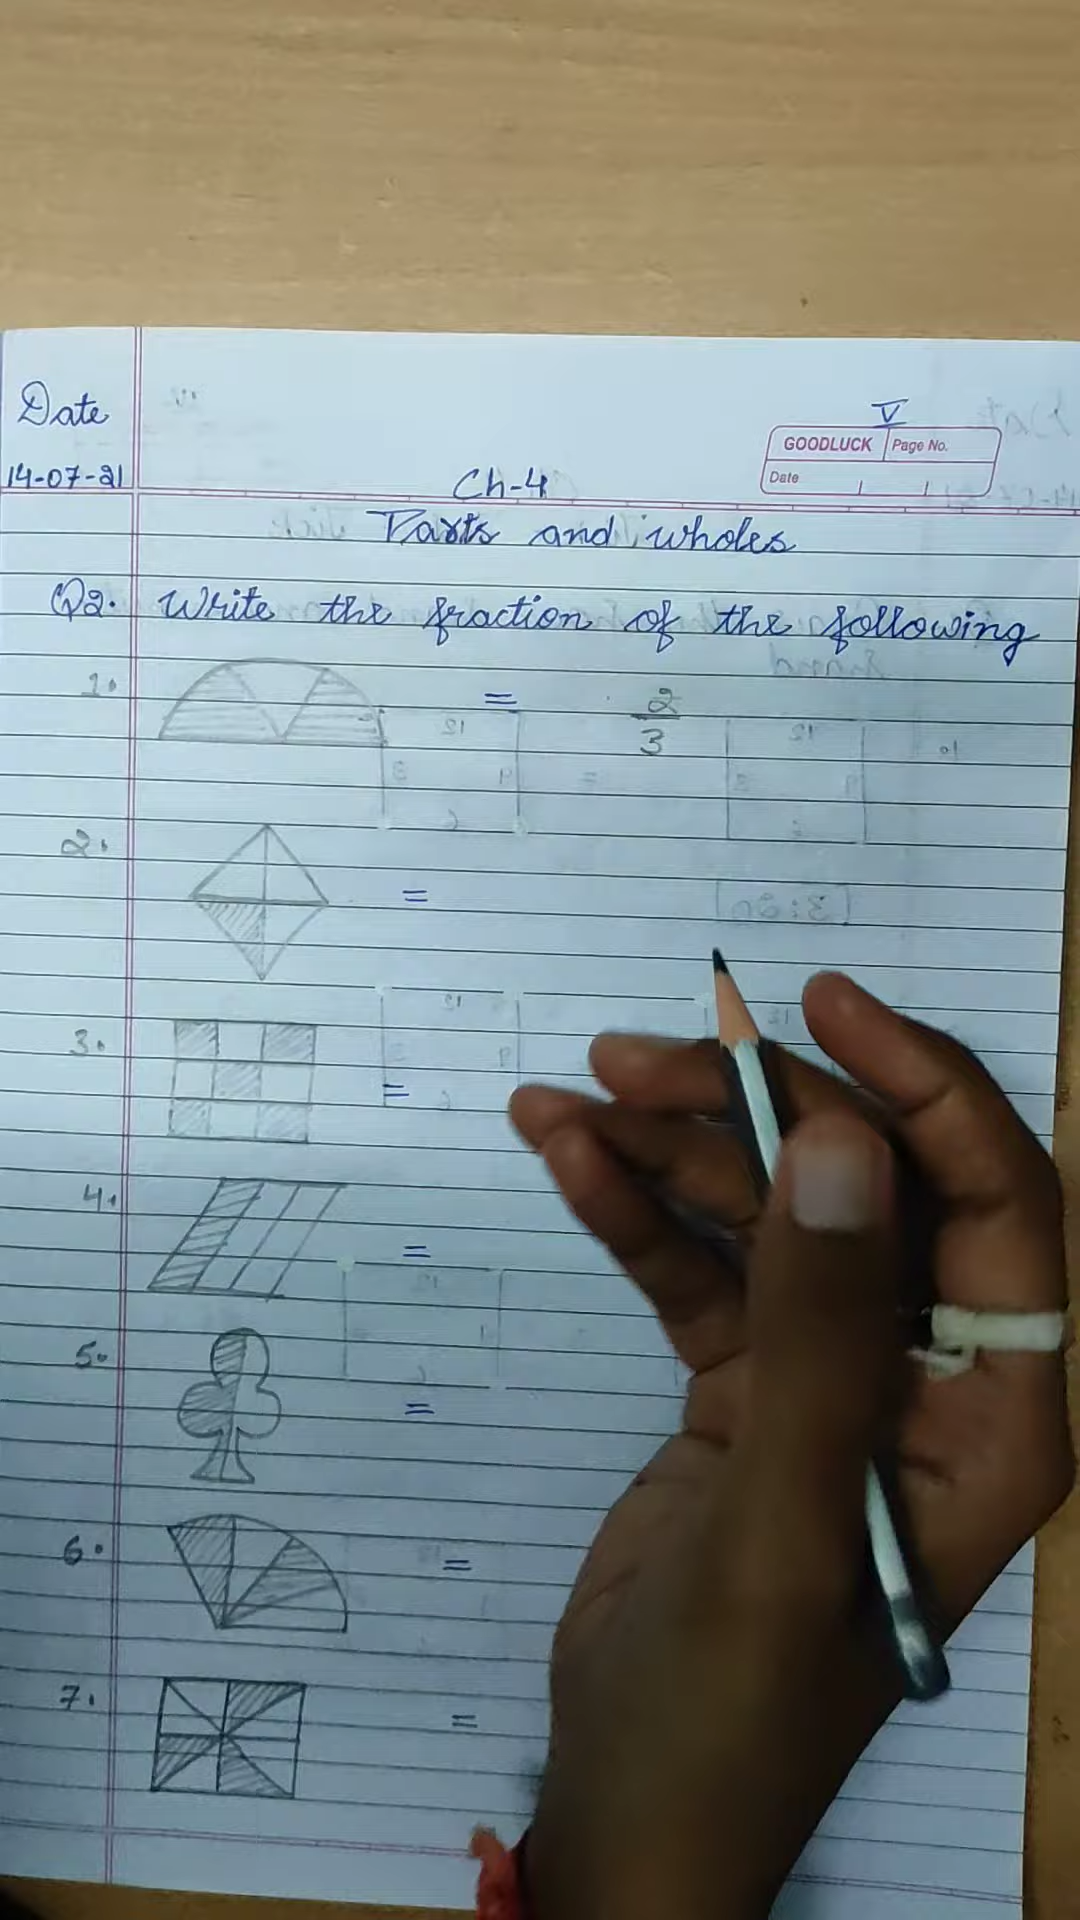 Date
V
GOODLUCK Page No.
Date
14-07-21
Ch-4
Parts and wholes
Q2. Write the fraction of the following
1. = 2/3
2. =
3. =
4. =
5. =
6. =
7. =